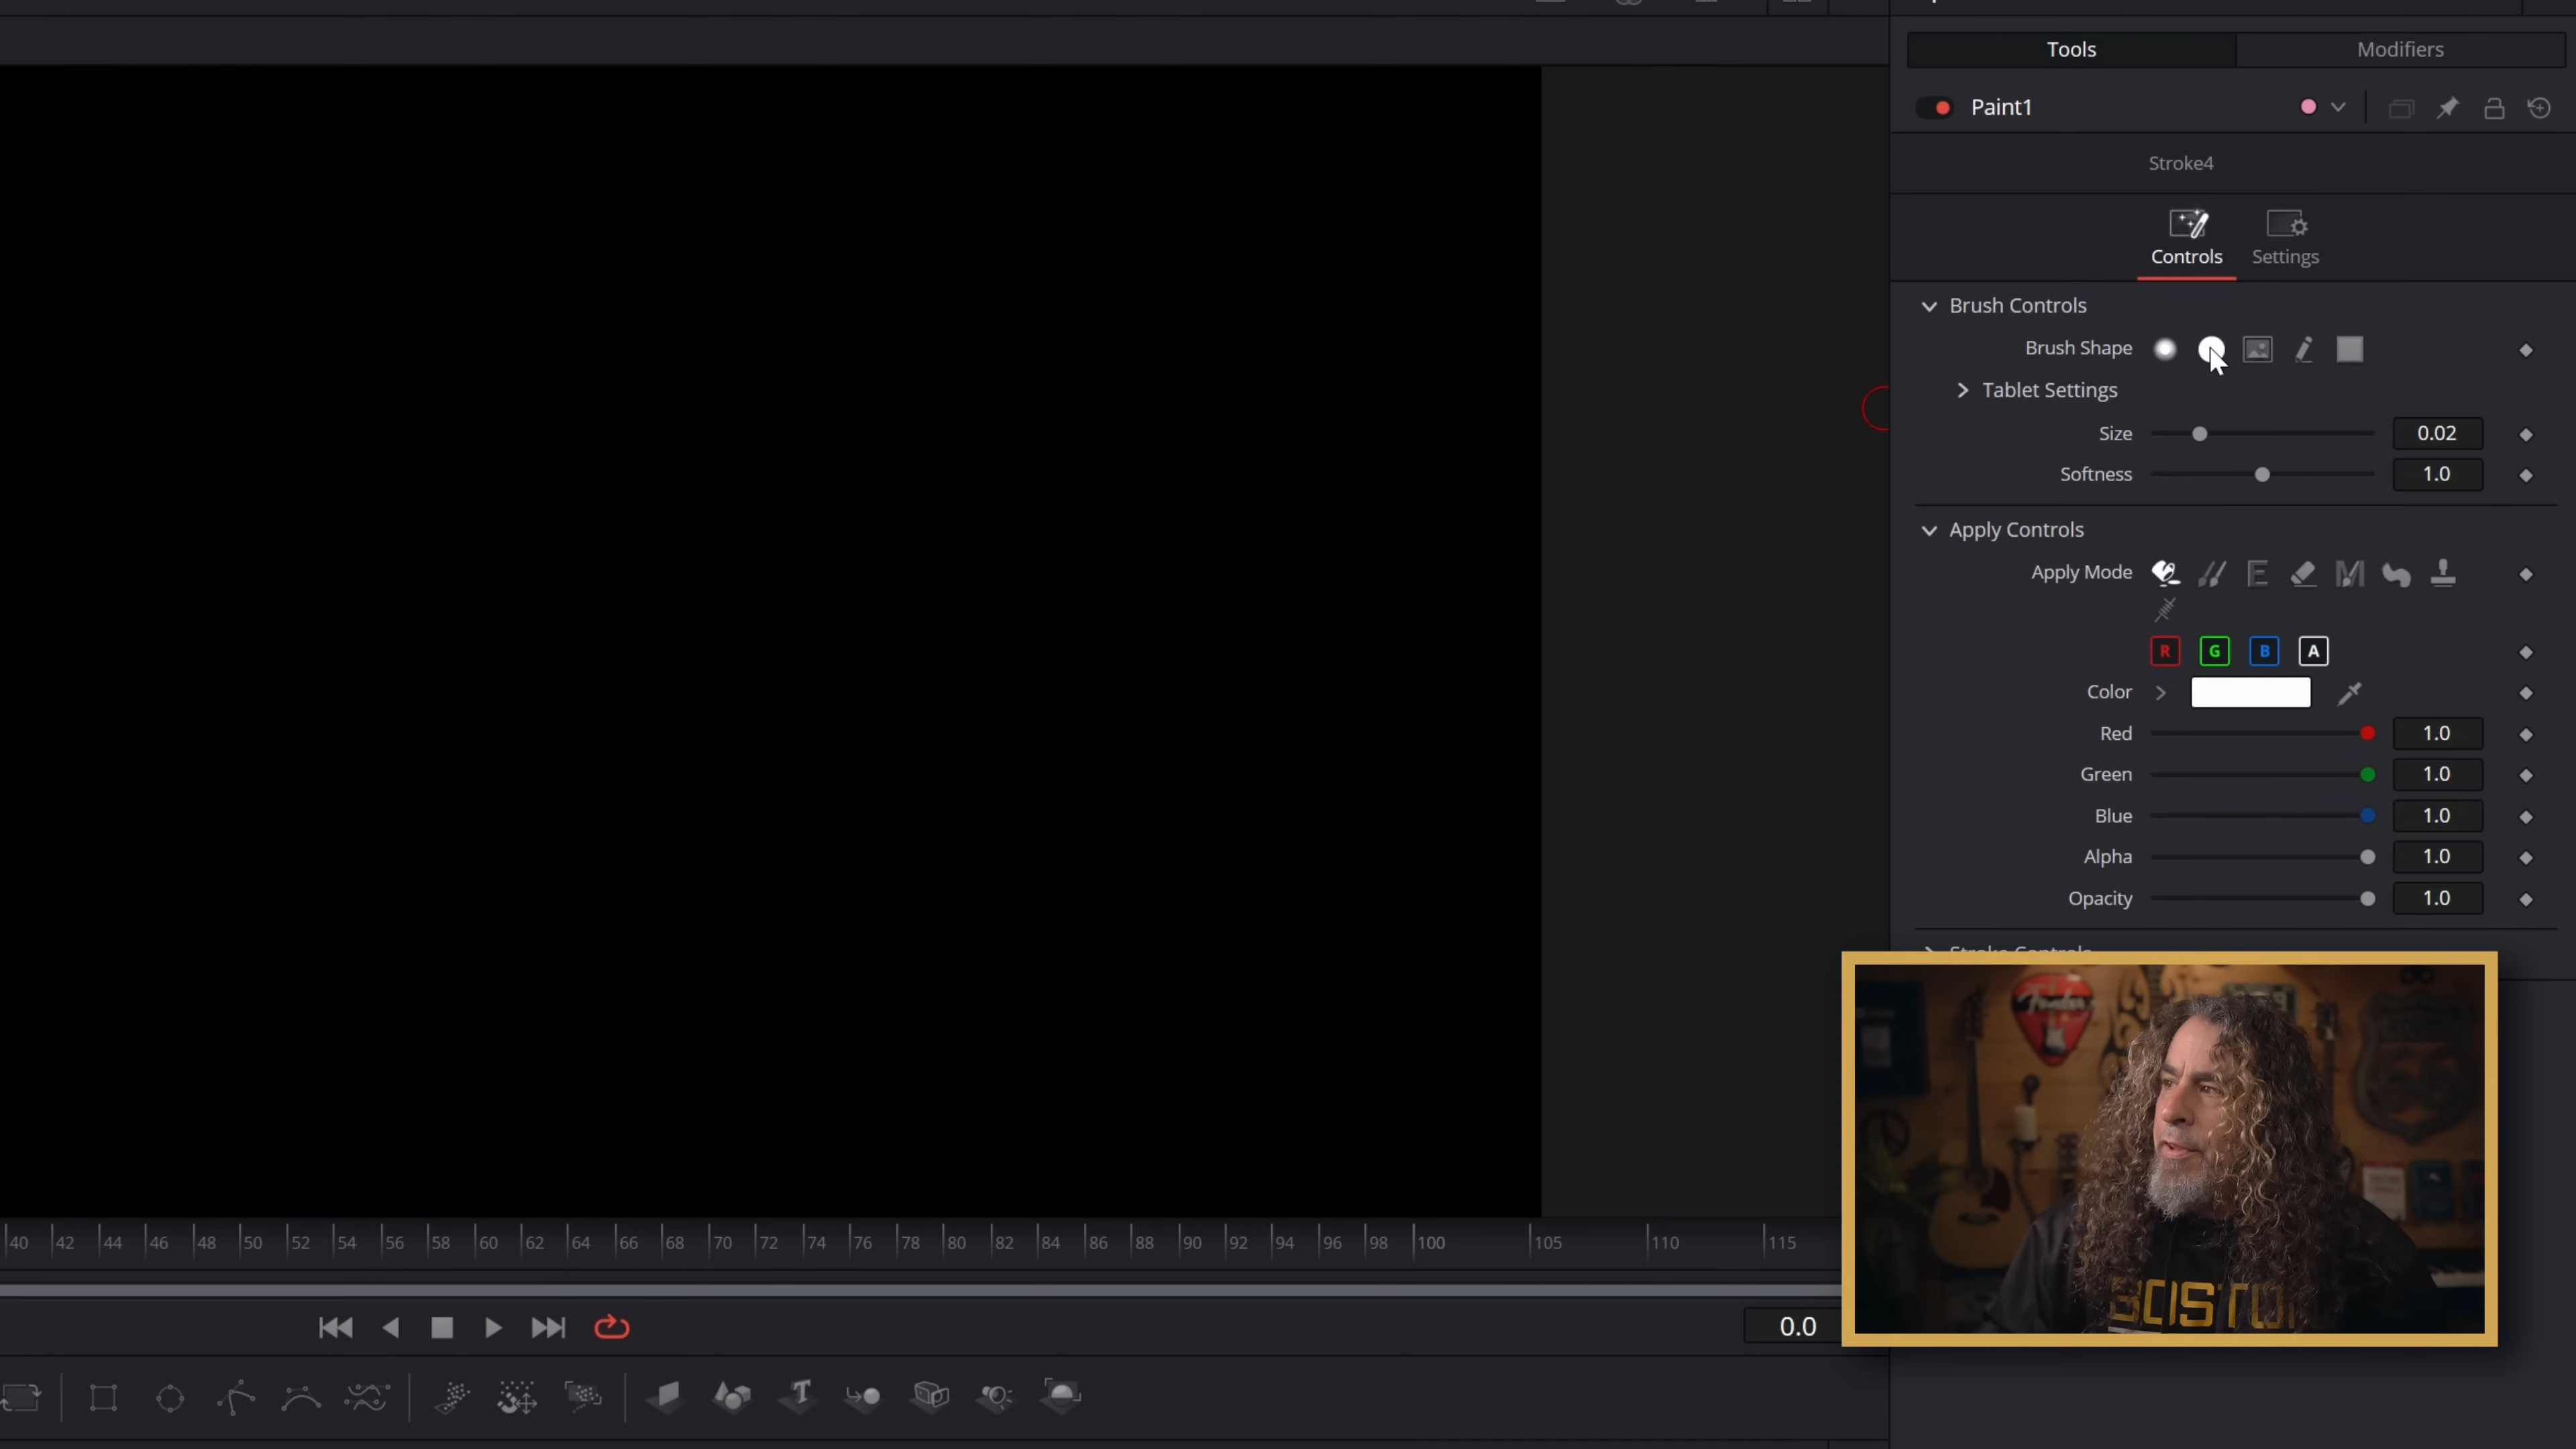 Tools
Modifiers
Paint1
Stroke4
Controls
Settings
Brush Controls
Brush Shape
Tablet Settings
Size
0.02
Softness
1.0
Apply Controls
Apply Mode
E
M
R
G
B
A
Color
Red
1.0
Green
1.0
Blue
1.0
Alpha
1.0
Opacity
1.0
Stroke Controls
Fender
40 42 44 46 48 50 52 54 56 58 60 62 64 66 68 70 72 74 76 78 80 82 84 86 88 90 92 94 96 98 100 105 110 115
0.0
T